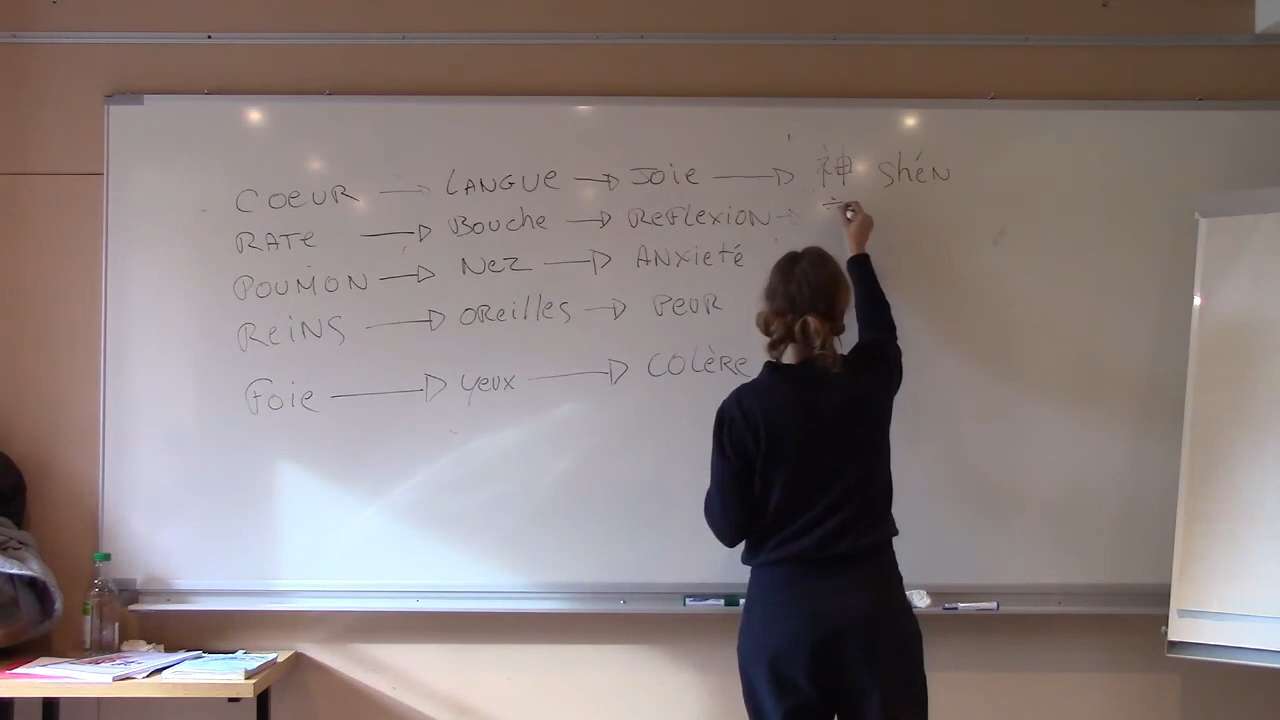 COEUR → LANGUE → JOIE → 神 shén
RATE → BOUCHE → REFLEXION →
POUMON → NEZ → ANXIETÉ
REINS → OREILLES → PEUR
FOIE → YEUX → COLÈRE